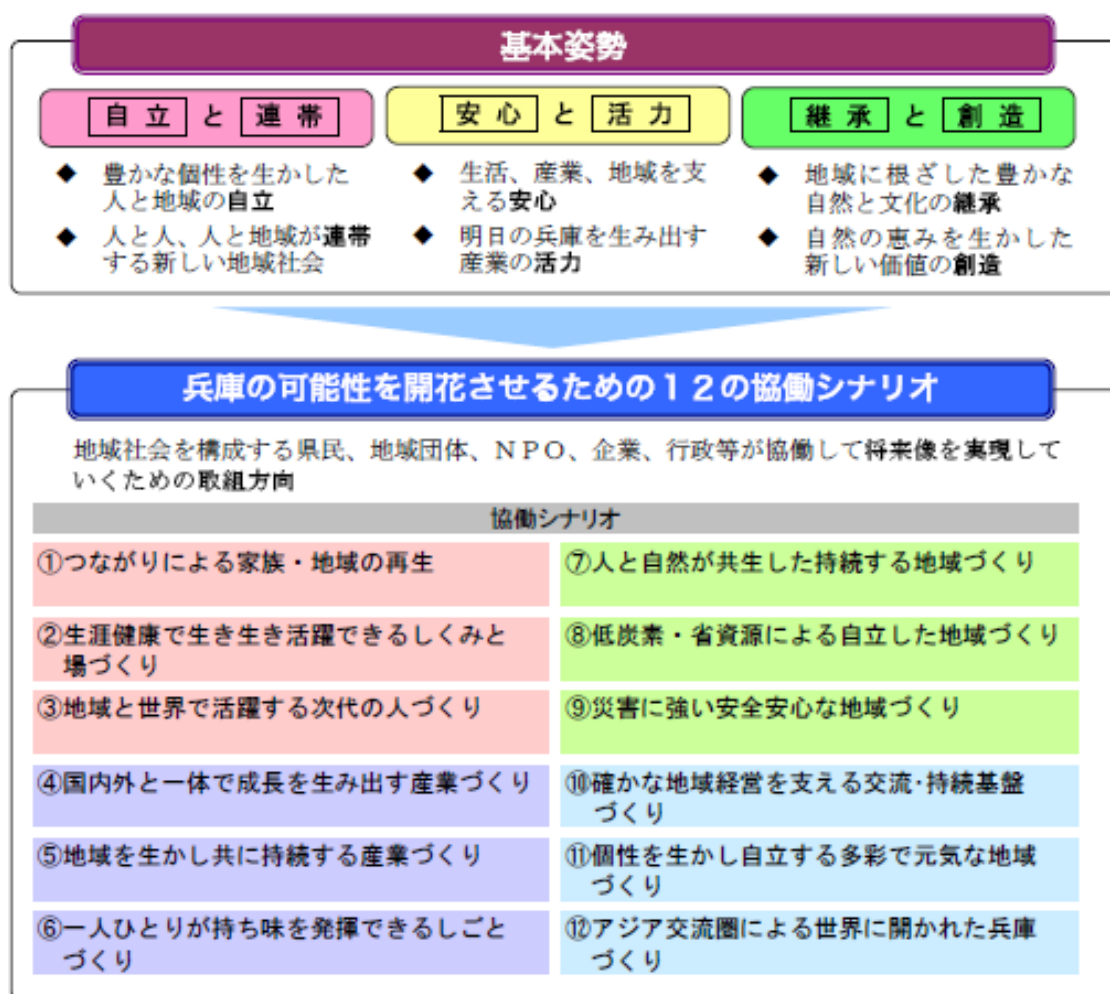 基本姿勢
自立と連帯
◆ 豊かな個性を生かした
人と地域の自立
◆ 人と人、人と地域が連帯
する新しい地域社会
安心と活力
◆ 生活、産業、地域を支
える安心
◆ 明日の兵庫を生み出す
産業の活力
継承と創造
◆ 地域に根ざした豊かな
自然と文化の継承
◆ 自然の恵みを生かした
新しい価値の創造
兵庫の可能性を開花させるための12の協働シナリオ
地域社会を構成する県民、地域団体、NPO、企業、行政等が協働して将来像を実現して
いくための取組方向
協働シナリオ
①つながりによる家族・地域の再生
②生涯健康で生き生き活躍できるしくみと
場づくり
③地域と世界で活躍する次代の人づくり
④国内外と一体で成長を生み出す産業づくり
⑤地域を生かし共に持続する産業づくり
⑥一人ひとりが持ち味を発揮できるしごと
づくり
⑦人と自然が共生した持続する地域づくり
⑧低炭素・省資源による自立した地域づくり
⑨災害に強い安全安心な地域づくり
⑩確かな地域経営を支える交流・持続基盤
づくり
⑪個性を生かし自立する多彩で元気な地域
づくり
⑫アジア交流圏による世界に開かれた兵庫
づくり